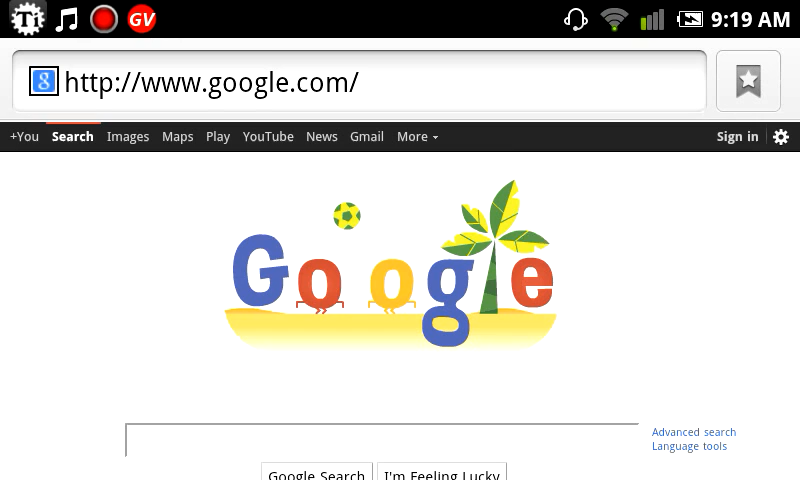 GV 9:19 AM
http://www.google.com/
+You Search Images Maps Play YouTube News Gmail More Sign in
Google
Advanced search
Language tools
Google Search I'm Feeling Lucky